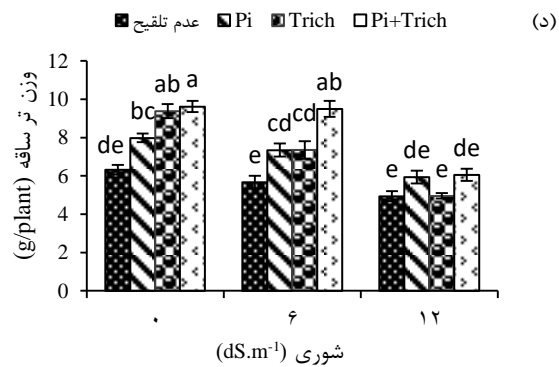 (د)
عدم تلقیح Pi Trich Pi+Trich
وزن تر ساقه (g/plant)
12
10
8
6
4
2
0
de bc ab a
e cd cd ab
e de e de
۰ ۶ ۱۲
شوری (dS.m⁻¹)